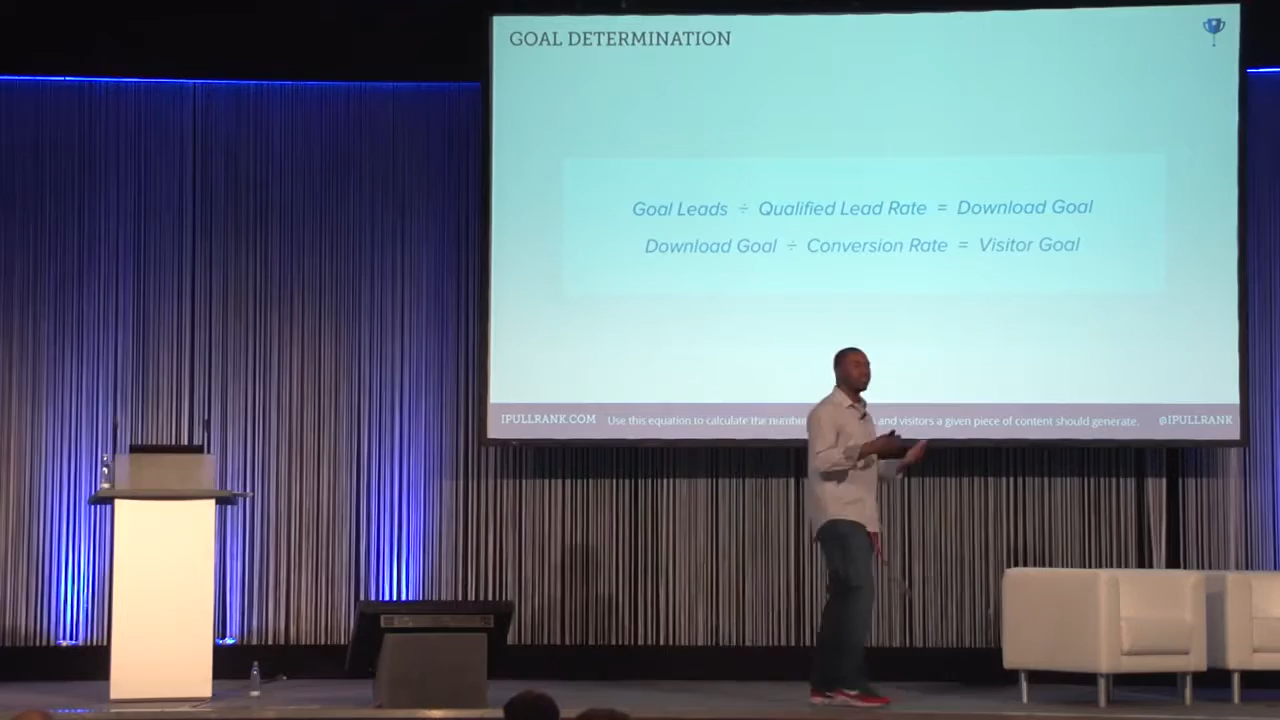 GOAL DETERMINATION
Goal Leads ÷ Qualified Lead Rate = Download Goal
Download Goal ÷ Conversion Rate = Visitor Goal
IPULLRANK.COM Use this equation to calculate the and visitors a given piece of content should generate. @IPULLRANK